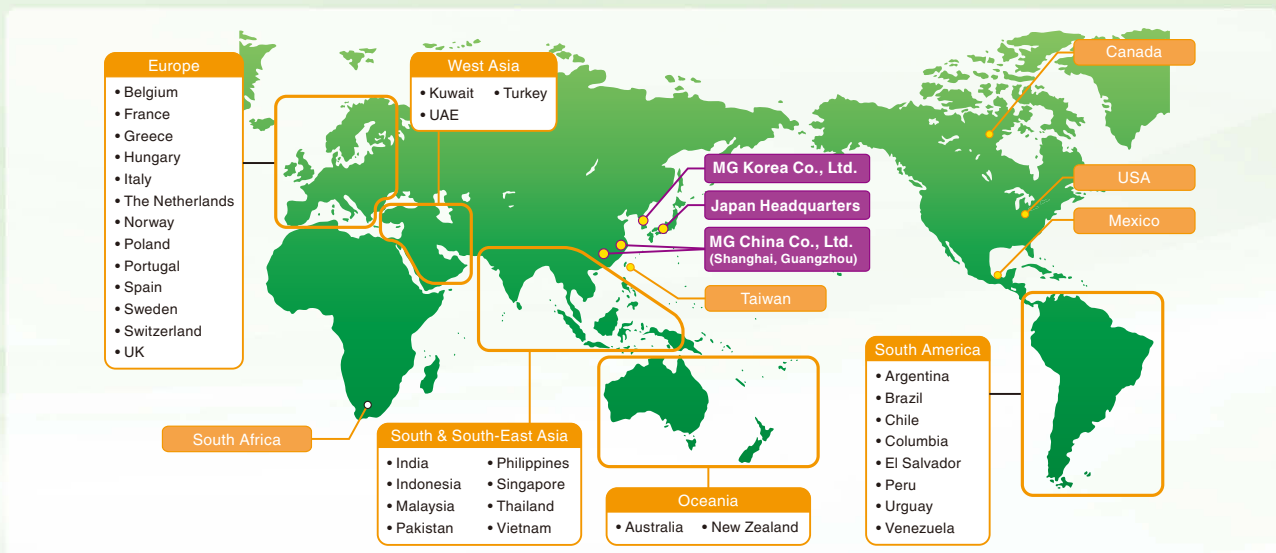 Europe
• Belgium
• France
• Greece
• Hungary
• Italy
• The Netherlands
• Norway
• Poland
• Portugal
• Spain
• Sweden
• Switzerland
• UK
West Asia
• Kuwait • Turkey
• UAE
Canada
MG Korea Co., Ltd.
USA
Japan Headquarters
Mexico
MG China Co., Ltd.
(Shanghai, Guangzhou)
Taiwan
South Africa
South & South-East Asia
• India • Philippines
• Indonesia • Singapore
• Malaysia • Thailand
• Pakistan • Vietnam
Oceania
• Australia • New Zealand
South America
• Argentina
• Brazil
• Chile
• Columbia
• El Salvador
• Peru
• Urguay
• Venezuela